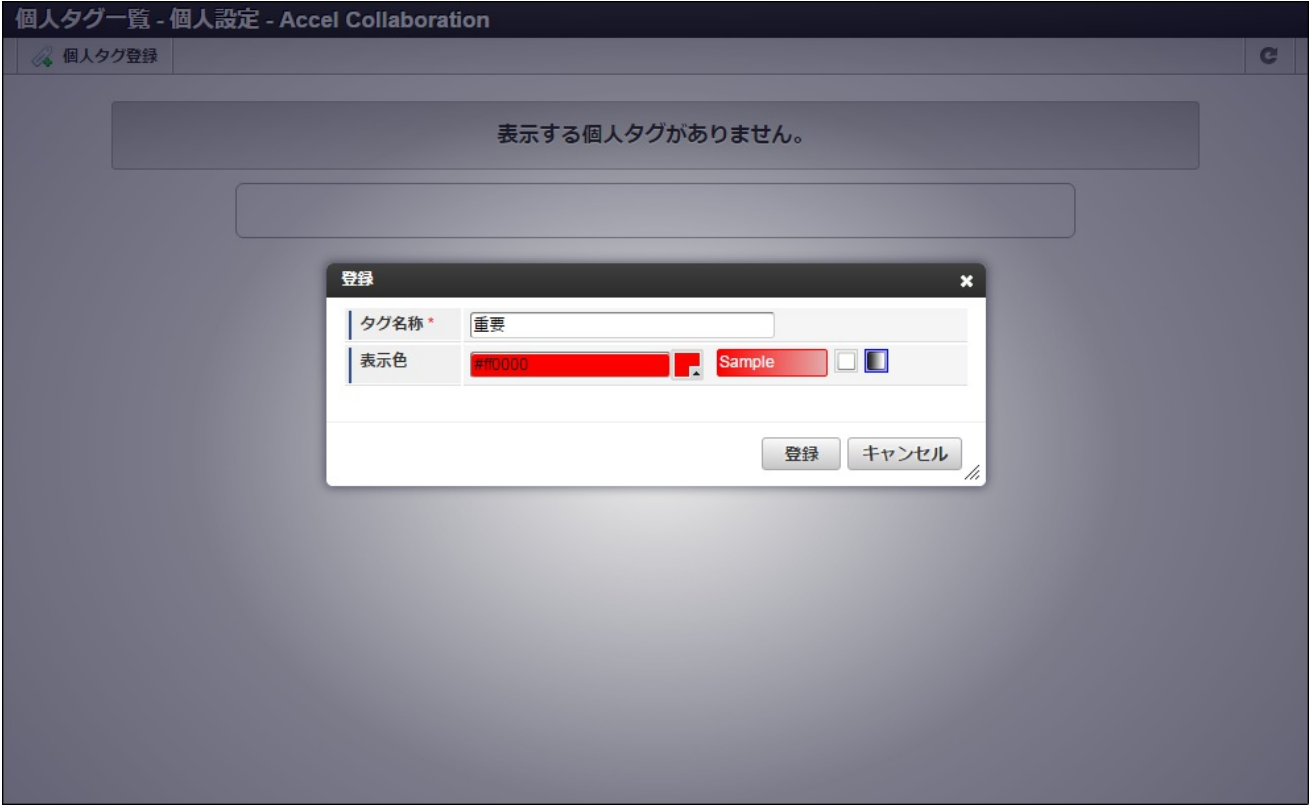 個人タグ一覧 - 個人設定 - Accel Collaboration
個人タグ登録
表示する個人タグがありません。
登録
タグ名称 * 重要
表示色 #ff0000 Sample
登録 キャンセル